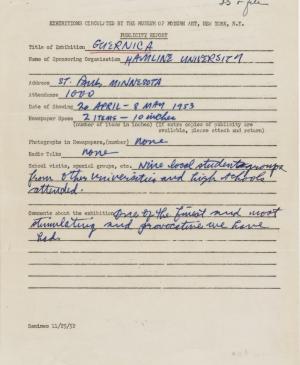 EXHIBITIONS CIRCULATED BY THE MUSEUM OF MODERN ART, NEW YORK, N.Y.
PUBLICITY REPORT
Title of Exhibition GUERNICA
Name of Sponsoring Organization HAMLINE UNIVERSITY
Address ST. PAUL, MINNESOTA
Attendance 1000
Date of Showing 20 APRIL - 8 MAY 1953
Newspaper Space 2 ITEMS - 10 inches
(number of items in inches) (If extra copies of publicity are
available, please attach and return)
Photographs in Newspapers, (number) none
Radio Talks none
School visits, special groups, etc. Nine local student groups
from other universities and high schools
attended.
Comments about the exhibition One of the finest and most
stimulating and provocative we have
had.
Denirmeo 11/25/52